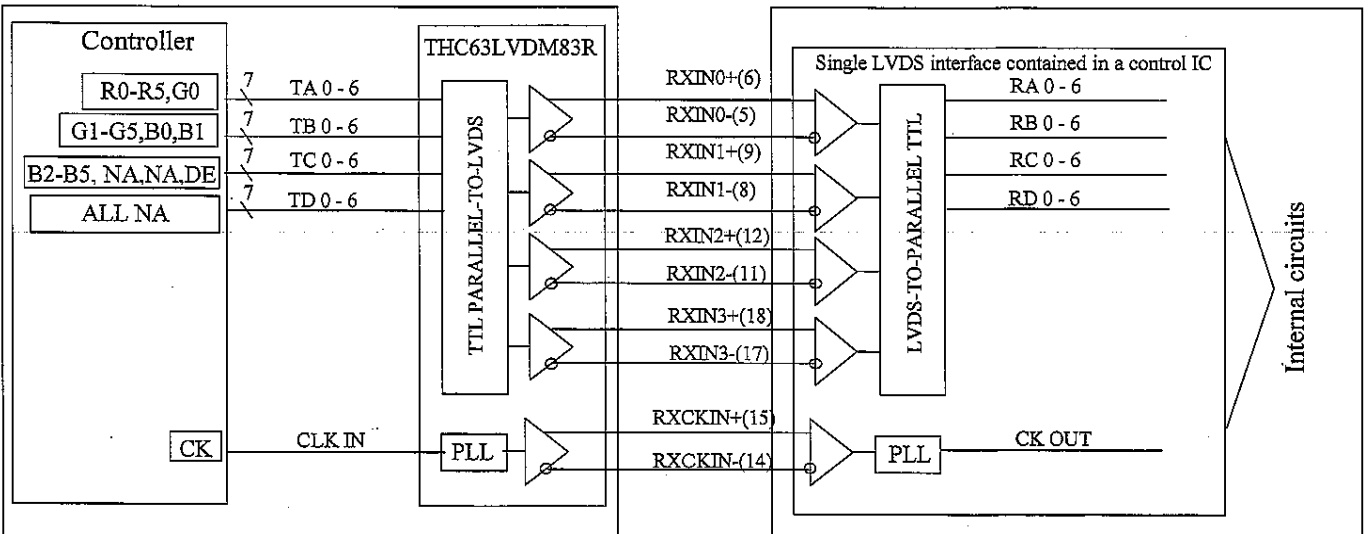 Controller
THC63LVDM83R
Single LVDS interface contained in a control IC
R0-R5,G0
7
TA 0 - 6
RXIN0+(6)
RA 0 - 6
G1-G5,B0,B1
7
TB 0 - 6
RXIN0-(5)
RB 0 - 6
B2-B5, NA,NA,DE
7
TC 0 - 6
RXIN1+(9)
RC 0 - 6
ALL NA
7
TD 0 - 6
RXIN1-(8)
RD 0 - 6
TTL PARALLEL-TO-LVDS
RXIN2+(12)
RXIN2-(11)
RXIN3+(18)
RXIN3-(17)
LVDS-TO-PARALLEL TTL
Internal circuits
CK
CLK IN
PLL
RXCKIN+(15)
RXCKIN-(14)
PLL
CK OUT